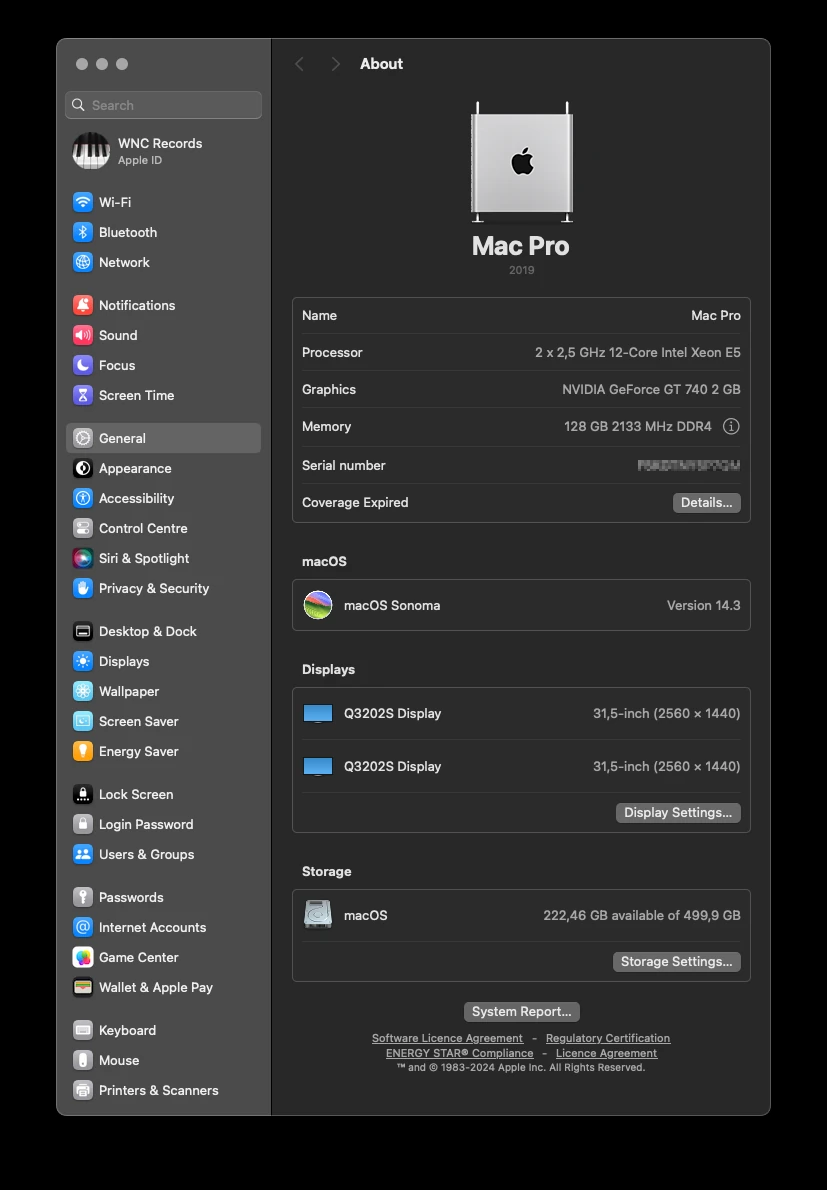 About
Search
WNC Records
Apple ID
Wi-Fi
Bluetooth
Network
Notifications
Sound
Focus
Screen Time
General
Appearance
Accessibility
Control Centre
Siri & Spotlight
Privacy & Security
Desktop & Dock
Displays
Wallpaper
Screen Saver
Energy Saver
Lock Screen
Login Password
Users & Groups
Passwords
Internet Accounts
Game Center
Wallet & Apple Pay
Keyboard
Mouse
Printers & Scanners
Mac Pro
2019
Name Mac Pro
Processor 2 x 2,5 GHz 12-Core Intel Xeon E5
Graphics NVIDIA GeForce GT 740 2 GB
Memory 128 GB 2133 MHz DDR4
Serial number
Coverage Expired Details...
macOS
macOS Sonoma Version 14.3
Displays
Q3202S Display 31,5-inch (2560 × 1440)
Q3202S Display 31,5-inch (2560 × 1440)
Display Settings...
Storage
macOS 222,46 GB available of 499,9 GB
Storage Settings...
System Report...
Software Licence Agreement - Regulatory Certification
ENERGY STAR® Compliance - Licence Agreement
™ and © 1983-2024 Apple Inc. All Rights Reserved.